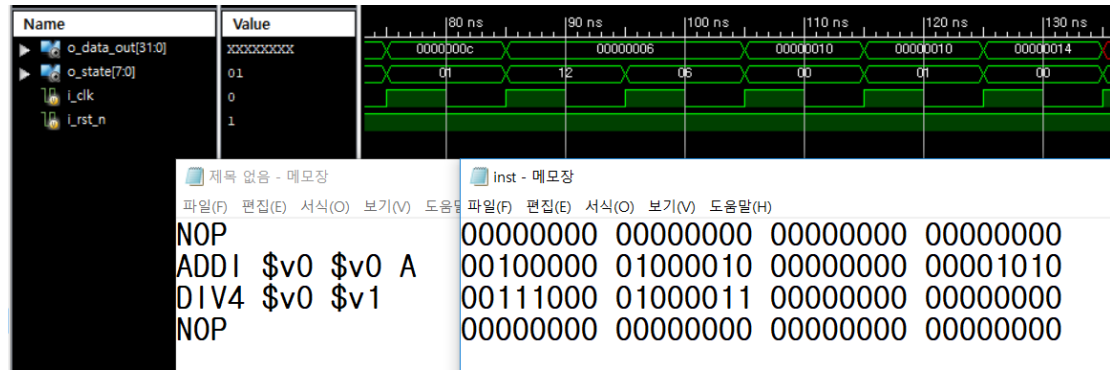 Name Value 80 ns 90 ns 100 ns 110 ns 120 ns 130 ns
o_data_out[31:0] XXXXXXXX 0000000c 00000006 00000010 00000010 00000014
o_state[7:0] 01 01 12 06 00 01 00
i_clk 0
i_rst_n 1
제목 없음 - 메모장
파일(F) 편집(E) 서식(O) 보기(V) 도움말
NOP
ADDI $v0 $v0 A
DIV4 $v0 $v1
NOP
inst - 메모장
파일(F) 편집(E) 서식(O) 보기(V) 도움말(H)
00000000 00000000 00000000 00000000
00100000 01000010 00000000 00001010
00111000 01000011 00000000 00000000
00000000 00000000 00000000 00000000